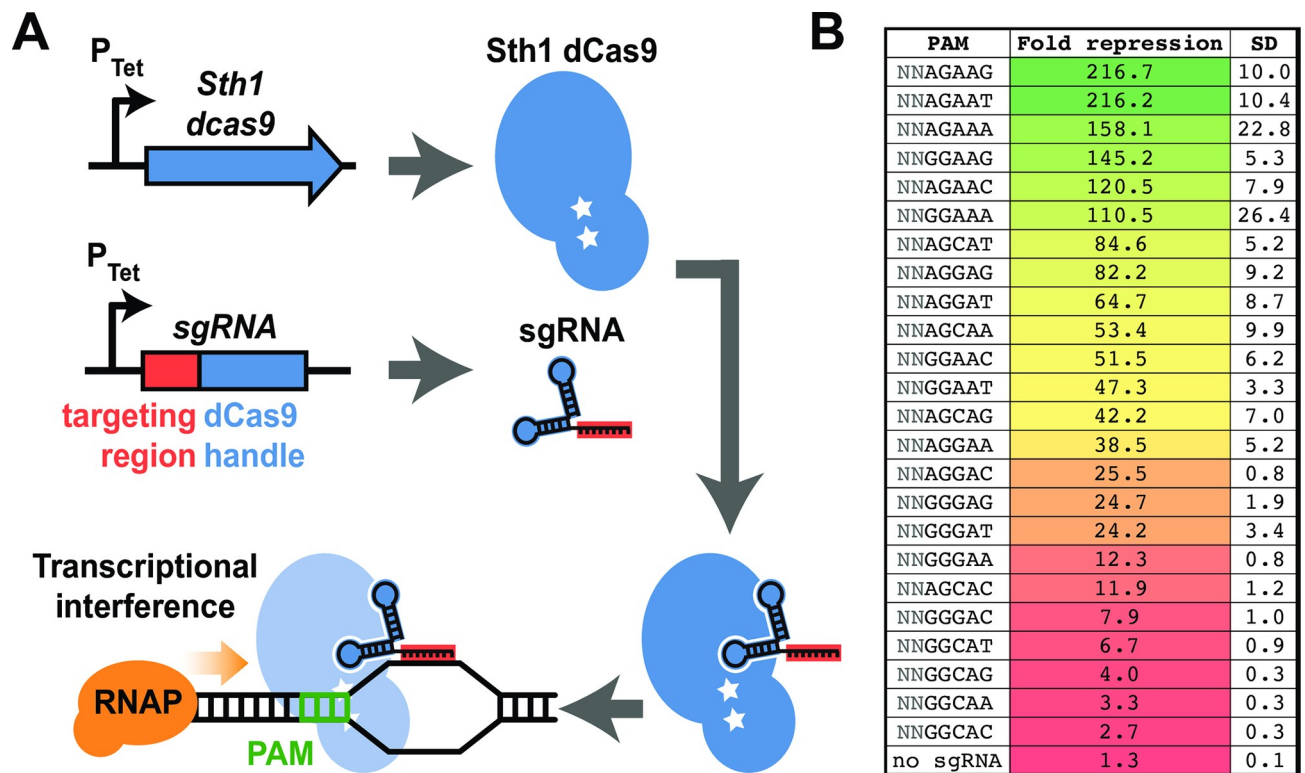 A
P Tet
Sth1
dcas9
Sth1 dCas9
P Tet
sgRNA
sgRNA
targeting dCas9
region handle
Transcriptional
interference
RNAP
PAM
B
PAM Fold repression SD
NNAGAAG 216.7 10.0
NNAGAAT 216.2 10.4
NNAGAAA 158.1 22.8
NNGGAAG 145.2 5.3
NNAGAAC 120.5 7.9
NNGGAAA 110.5 26.4
NNAGCAT 84.6 5.2
NNAGGAG 82.2 9.2
NNAGGAT 64.7 8.7
NNAGCAA 53.4 9.9
NNGGAAC 51.5 6.2
NNGGAAT 47.3 3.3
NNAGCAG 42.2 7.0
NNAGGAA 38.5 5.2
NNAGGAC 25.5 0.8
NNGGGAG 24.7 1.9
NNGGGAT 24.2 3.4
NNGGGAA 12.3 0.8
NNAGCAC 11.9 1.2
NNGGGAC 7.9 1.0
NNGGCAT 6.7 0.9
NNGGCAG 4.0 0.3
NNGGCAA 3.3 0.3
NNGGCAC 2.7 0.3
no sgRNA 1.3 0.1